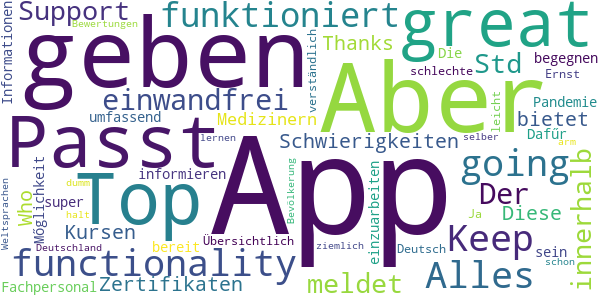 Support
Bewertungen
funktioniert
great
Informationen
geben
Aber
Thanks
Die
Std
begegnen
verständlich
schlechte
Ernst
einwandfrei
leicht
Pandemie
umfassend
Medizinern
Dafźr
bietet
Passt
App
Schwierigkeiten
selber
lernen
arm
Weltsprachen
Möglichkeit
informieren
Bevölkerung
einzuarbeiten
going
innerhalb
Top
Who
super
dumm
Der
Diese
halt
Kursen
bereit
Ja
Übersichtlich
Keep
sein
Deutschland
ziemlich
Deutsch
schon
functionality
meldet
Alles
Fachpersonal
Zertifikaten